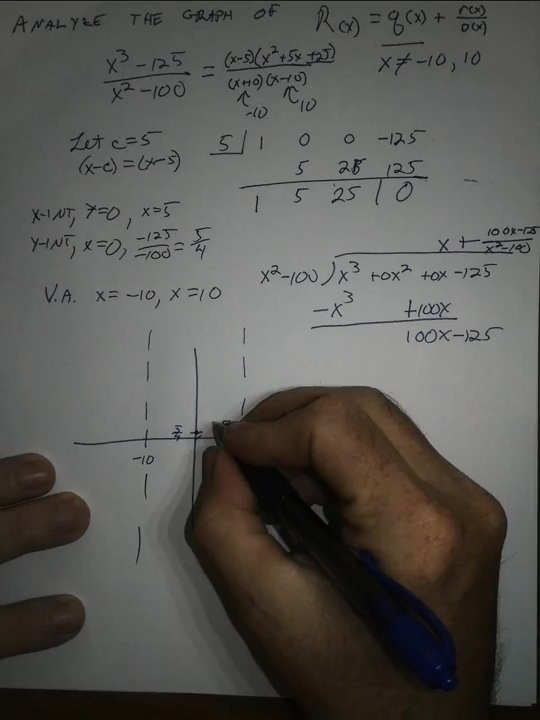 ANALYZE THE GRAPH OF R(x) = q(x) + r(x)/D(x)
x³-125/x²-100 = (x-5)(x²+5x+25)/(x+10)(x-10) x ≠ -10, 10
-10 10
Let c=5
(x-c)=(x-5)
5| 1 0 0 -125
5 25 125
1 5 25 | 0
X-INT, y=0, x=5
Y-INT, x=0, -125/-100 = 5/4
V.A. x=-10, x=10
x + 100x-125/x²-100
x²-100)x³+0x²+0x-125
-x³ +100x
100x-125
5/4
-10